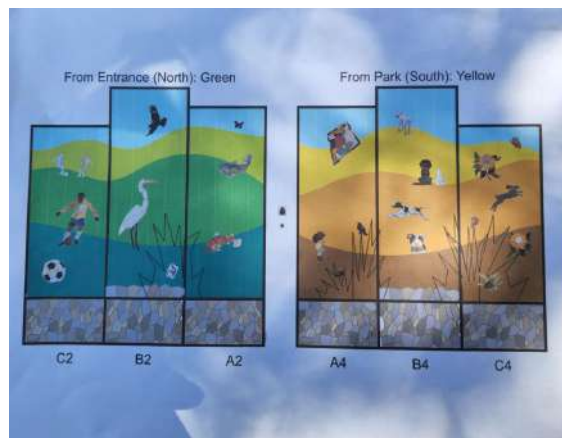 From Entrance (North): Green
From Park (South): Yellow
C2
B2
A2
A4
B4
C4